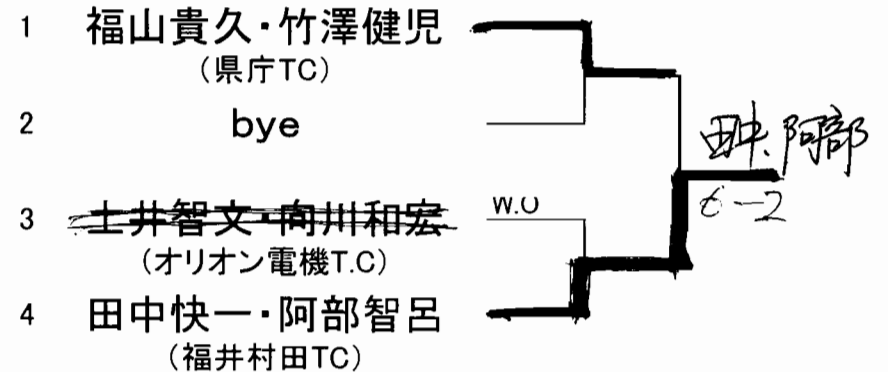 1 福山貴久・竹澤健児
(県庁TC)
2 bye
田中、阿部
3 土井智文・向川和宏 W.O
6-2
(オリオン電機T.C)
4 田中快一・阿部智呂
(福井村田TC)